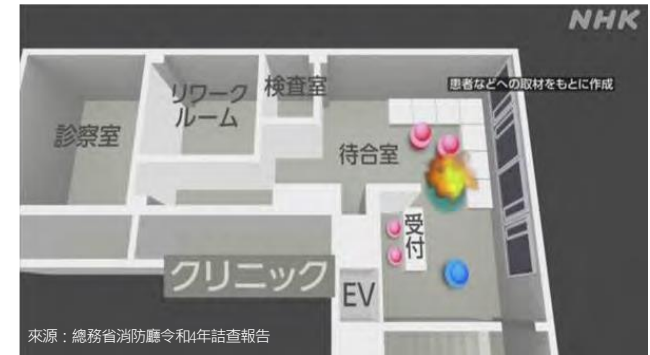 NHK
患者などへの取材をもとに作成
リワーク
ルーム
検査室
診察室
待合室
受付
クリニック
EV
來源：總務省消防廳令和4年詰查報告